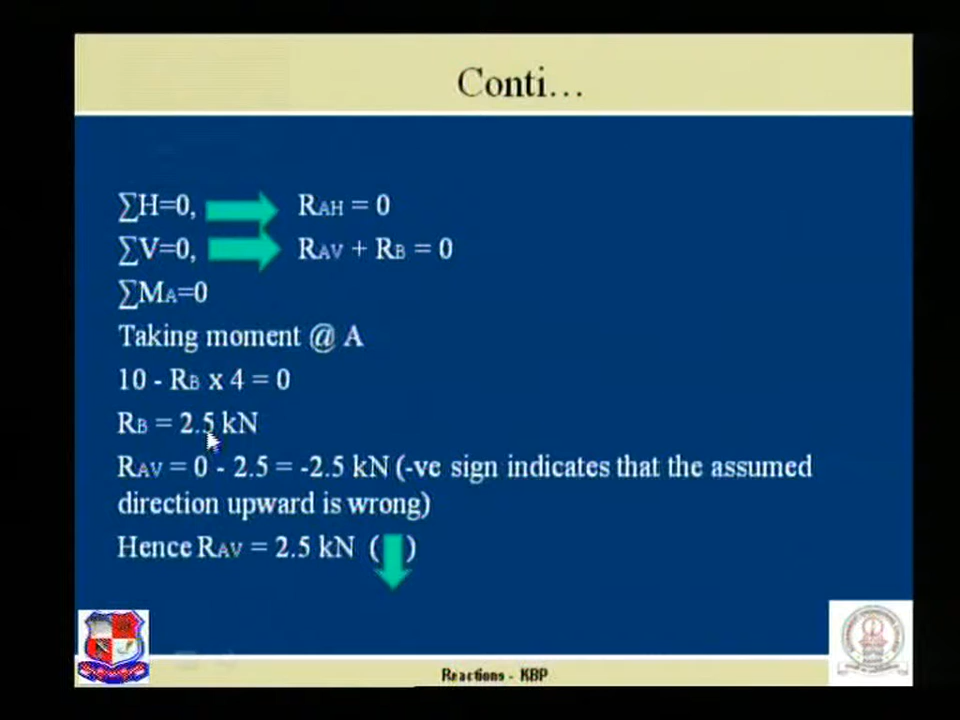 Conti...
∑H=0, RAH = 0
∑V=0, RAV + RB = 0
∑MA=0
Taking moment @ A
10 - RB x 4 = 0
RB = 2.5 kN
RAV = 0 - 2.5 = -2.5 kN (-ve sign indicates that the assumed
direction upward is wrong)
Hence RAV = 2.5 kN ( )
Reactions - KBP